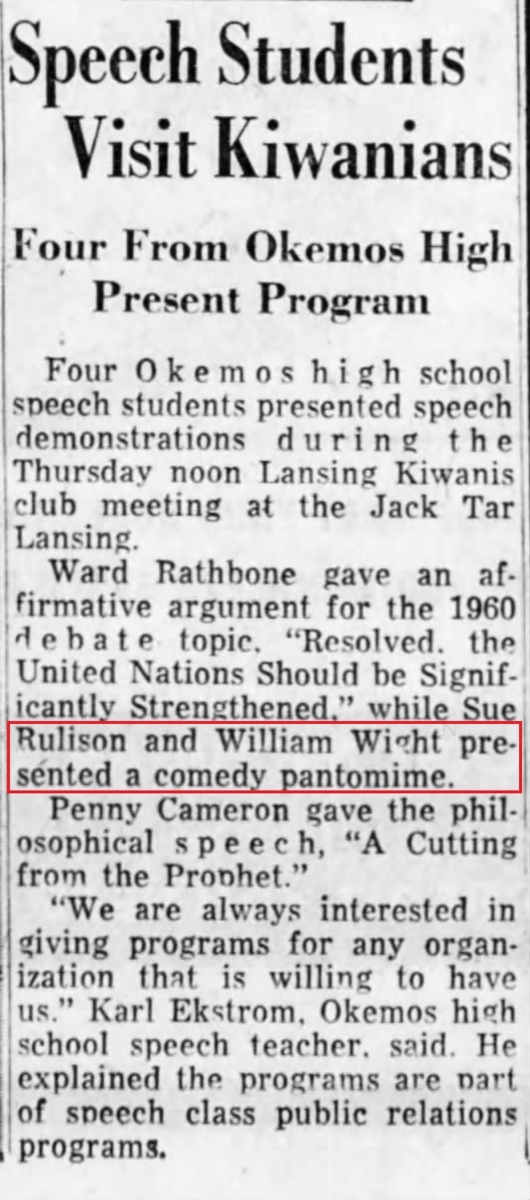 Speech Students
Visit Kiwanians
Four From Okemos High
Present Program
Four Okemos high school
speech students presented speech
demonstrations during the
Thursday noon Lansing Kiwanis
club meeting at the Jack Tar
Lansing.
Ward Rathbone gave an af-
firmative argument for the 1960
debate topic, "Resolved, the
United Nations Should be Signif-
icantly Strengthened," while Sue
Rulison and William Wight pre-
sented a comedy pantomime.
Penny Cameron gave the phil-
osophical speech, "A Cutting
from the Prophet."
"We are always interested in
giving programs for any organ-
ization that is willing to have
us." Karl Ekstrom, Okemos high
school speech teacher, said. He
explained the programs are part
of speech class public relations
programs.